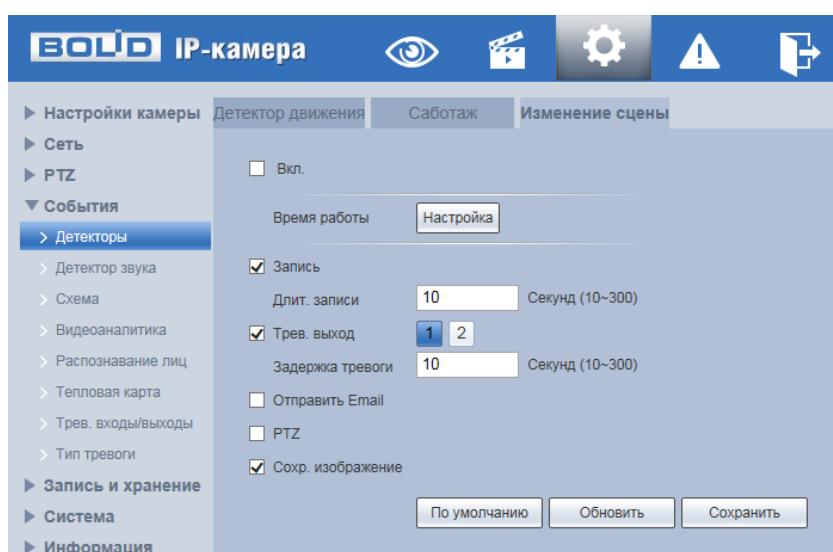 BOLID IP-камера
Настройки камеры
Сеть
PTZ
События
Детекторы
Детектор звука
Схема
Видеоаналитика
Распознавание лиц
Тепловая карта
Трев. входы/выходы
Тип тревоги
Запись и хранение
Система
Информация
Детектор движения Саботаж Изменение сцены
Вкл.
Время работы Настройка
Запись
Длит. записи 10 Секунд (10~300)
Трев. выход 1 2
Задержка тревоги 10 Секунд (10~300)
Отправить Email
PTZ
Сохр. изображение
По умолчанию Обновить Сохранить